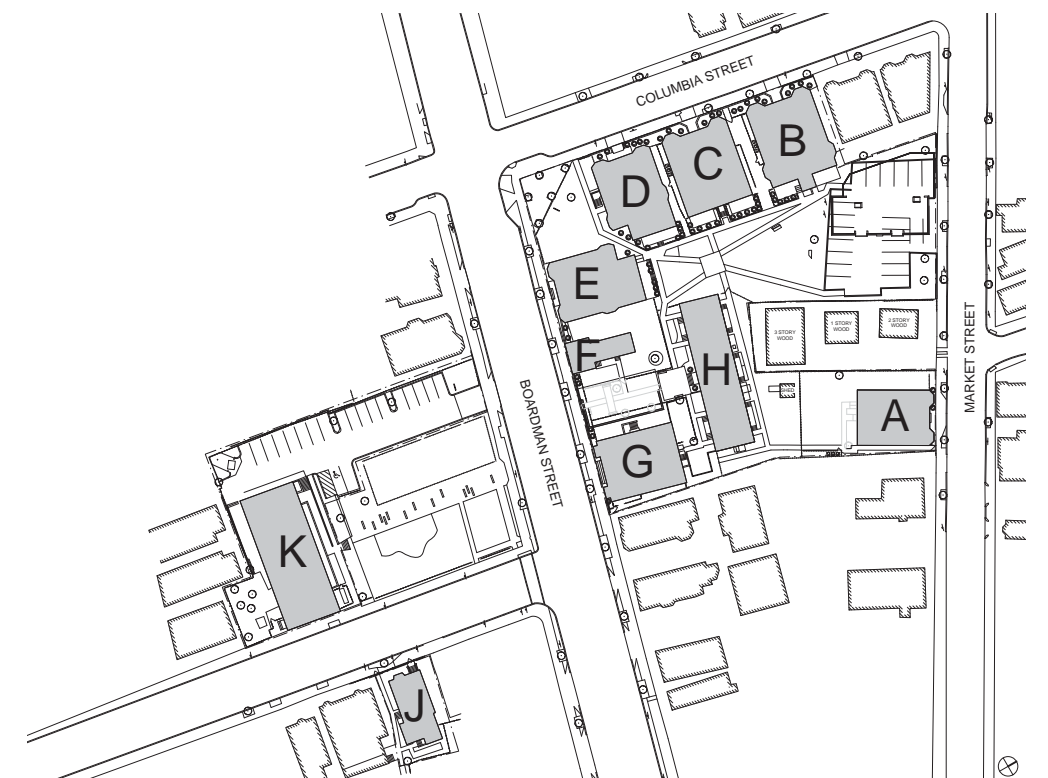 COLUMBIA STREET
B
C
D
E
F
H
3 STORY
WOOD
1 STORY
WOOD
2 STORY
WOOD
MARKET STREET
SHED
A
BOARDMAN STREET
G
K
J